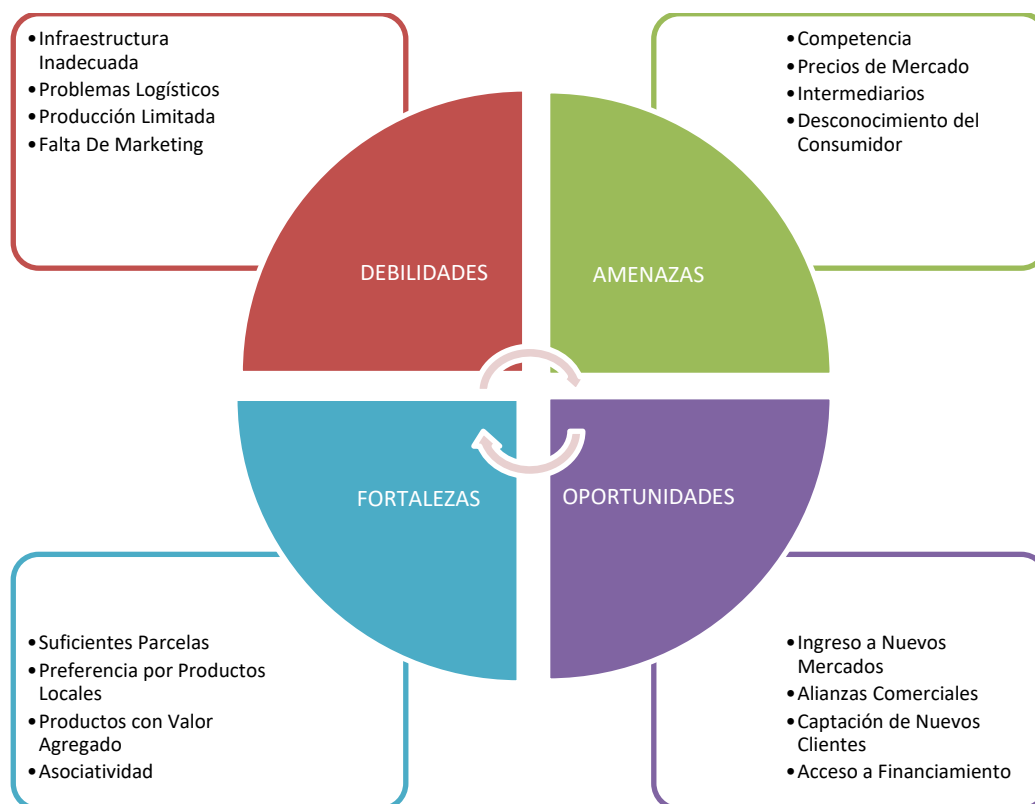 •Infraestructura
Inadecuada
•Problemas Logísticos
•Producción Limitada
•Falta De Marketing
•Competencia
•Precios de Mercado
•Intermediarios
•Desconocimiento del
Consumidor
DEBILIDADES
AMENAZAS
FORTALEZAS
OPORTUNIDADES
•Suficientes Parcelas
•Preferencia por Productos
Locales
•Productos con Valor
Agregado
•Asociatividad
•Ingreso a Nuevos
Mercados
•Alianzas Comerciales
•Captación de Nuevos
Clientes
•Acceso a Financiamiento